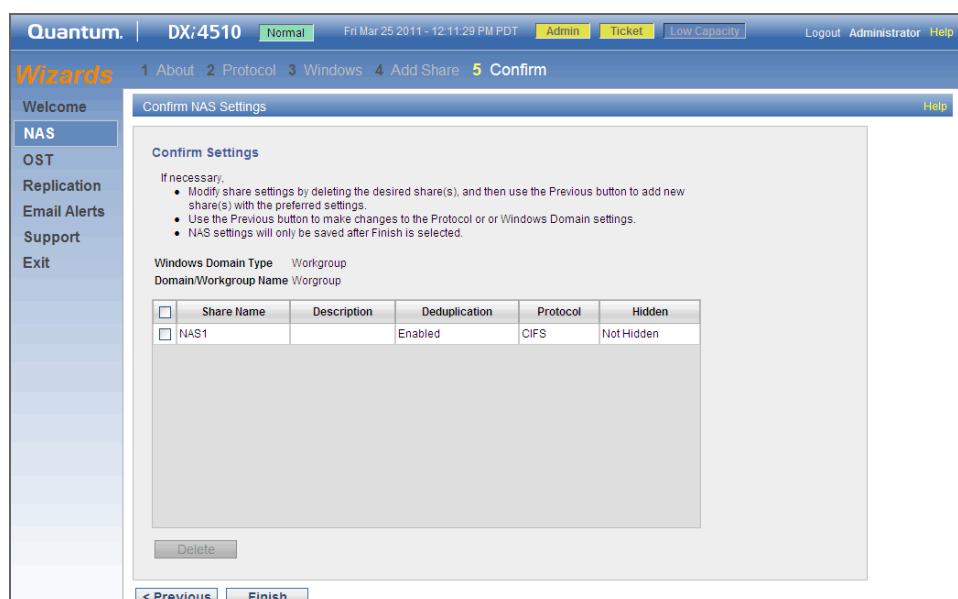 Quantum. DXi4510 Normal Fri Mar 25 2011 - 12:11:29 PM PDT Admin Ticket Low Capacity Logout Administrator Help
Wizards 1 About 2 Protocol 3 Windows 4 Add Share 5 Confirm
Welcome
NAS
OST
Replication
Email Alerts
Support
Exit
Confirm NAS Settings Help
Confirm Settings
If necessary,
• Modify share settings by deleting the desired share(s), and then use the Previous button to add new
share(s) with the preferred settings.
• Use the Previous button to make changes to the Protocol or or Windows Domain settings.
• NAS settings will only be saved after Finish is selected.
Windows Domain Type Workgroup
Domain/Workgroup Name Worgroup
Share Name Description Deduplication Protocol Hidden
NAS1 Enabled CIFS Not Hidden
Delete
< Previous Finish